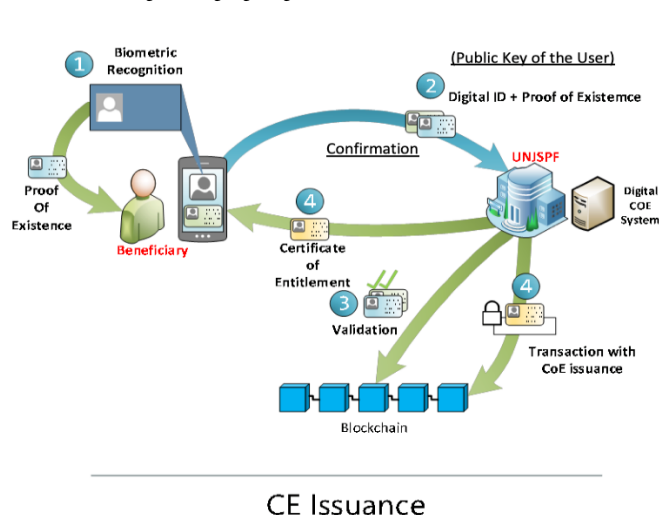 1
Biometric
Recognition
(Public Key of the User)
2
Digital ID + Proof of Existemce
Confirmation
UNJSPF
Proof
Of
Existence
Beneficiary
4
Certificate
of
Entitlement
Digital
COE
System
3
Validation
4
Transaction with
CoE issuance
Blockchain
CE Issuance